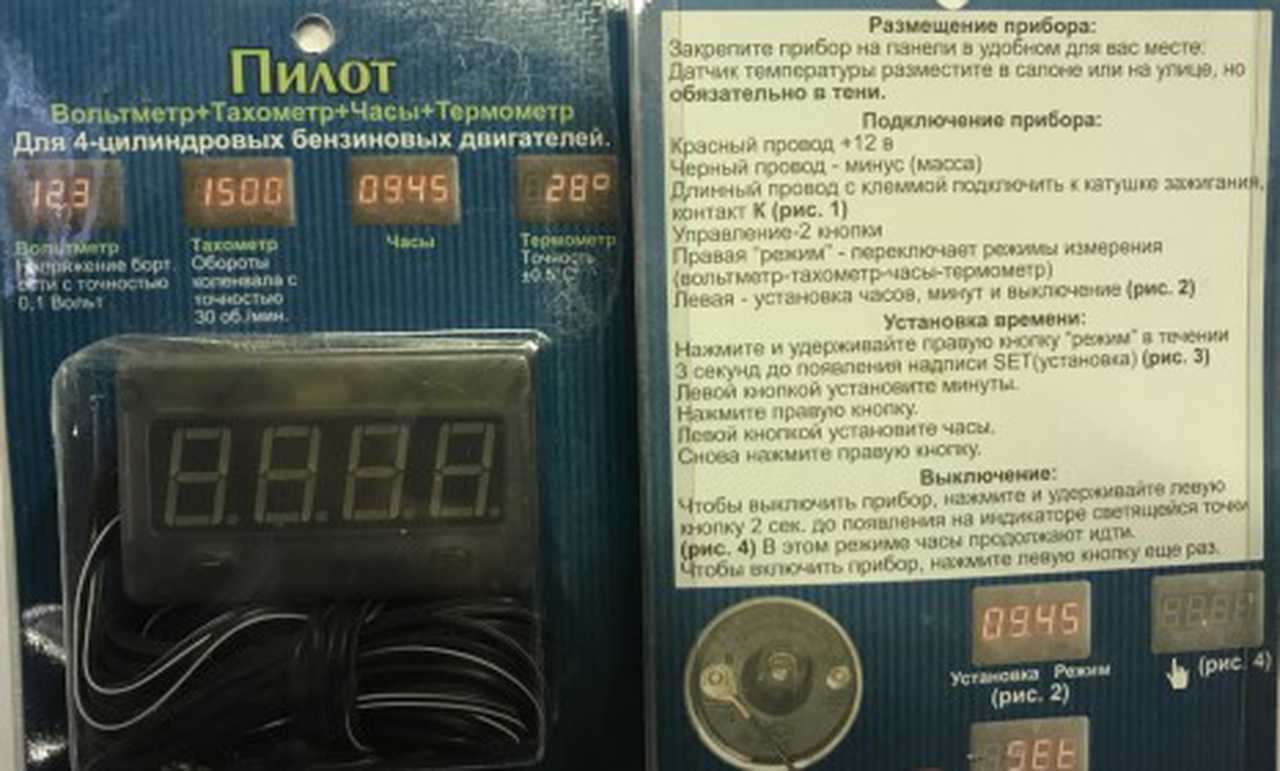 Пилот
Вольтметр+Тахометр+Часы+Термометр
Для 4-цилиндровых бензиновых двигателей.
12.3
1500
09.45
28°
Вольтметр
Напряжение борт.
сети с точностью
0,1 Вольт
Тахометр
Обороты
коленвала с
точностью
30 об./мин.
Часы
Термометр
Точность
±0.5°С
Размещение прибора:
Закрепите прибор на панели в удобном для вас месте:
Датчик температуры разместите в салоне или на улице, но
обязательно в тени.
Подключение прибора:
Красный провод +12 в
Черный провод - минус (масса)
Длинный провод с клеммой подключить к катушке зажигания,
контакт К (рис. 1)
Управление-2 кнопки
Правая "режим" - переключает режимы измерения
(вольтметр-тахометр-часы-термометр)
Левая - установка часов, минут и выключение (рис. 2)
Установка времени:
Нажмите и удерживайте правую кнопку "режим" в течении
3 секунд до появления надписи SET(установка) (рис. 3)
Левой кнопкой установите минуты.
Нажмите правую кнопку.
Левой кнопкой установите часы.
Снова нажмите правую кнопку.
Выключение:
Чтобы выключить прибор, нажмите и удерживайте левую
кнопку 2 сек. до появления на индикаторе светящейся точки
(рис. 4) В этом режиме часы продолжают идти.
Чтобы включить прибор, нажмите левую кнопку еще раз.
09.45
Установка Режим
(рис. 2)
(рис. 4)
SEt